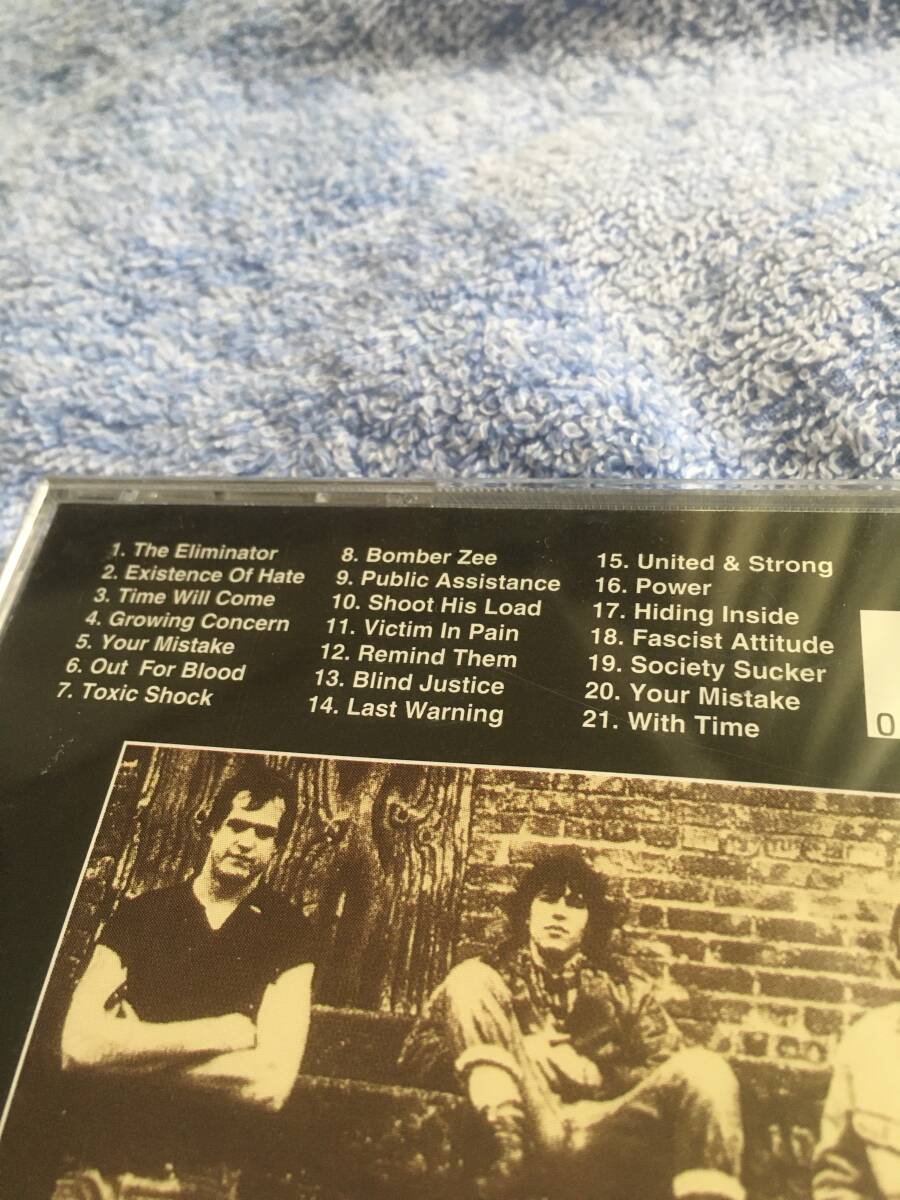 1. The Eliminator
2. Existence Of Hate
3. Time Will Come
4. Growing Concern
5. Your Mistake
6. Out For Blood
7. Toxic Shock
8. Bomber Zee
9. Public Assistance
10. Shoot His Load
11. Victim In Pain
12. Remind Them
13. Blind Justice
14. Last Warning
15. United & Strong
16. Power
17. Hiding Inside
18. Fascist Attitude
19. Society Sucker
20. Your Mistake
21. With Time
0